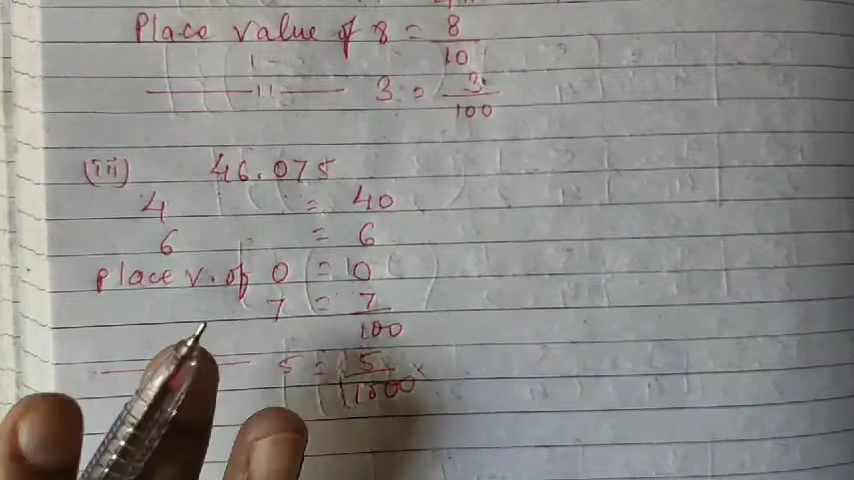 Place value of 8 = 8/10
—— 11 —— 3 = 3/100
(iii) 46.075
4 = 40
6 = 6
Place v. of 0 = 0
7 = 7/100
—— 5 = 5/1000